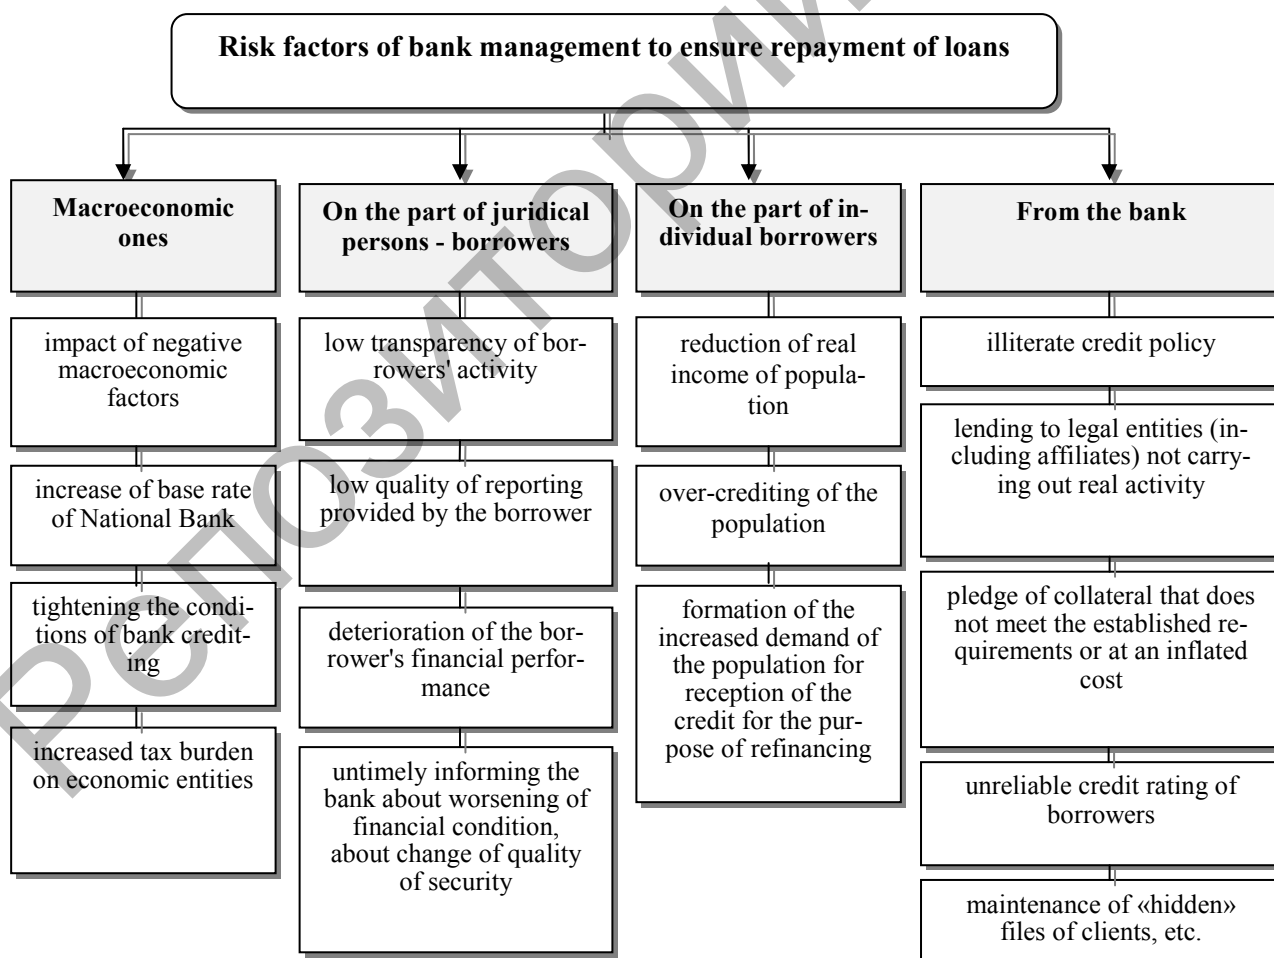 Risk factors of bank management to ensure repayment of loans
Macroeconomic
ones
impact of negative
macroeconomic
factors
increase of base rate
of National Bank
tightening the condi-
tions of bank credit-
ing
increased tax burden
on economic entities
On the part of juridical
persons - borrowers
low transparency of bor-
rowers' activity
low quality of reporting
provided by the borrower
deterioration of the bor-
rower's financial perfor-
mance
untimely informing the
bank about worsening of
financial condition,
about change of quality
of security
On the part of in-
dividual borrowers
reduction of real
income of popula-
tion
over-crediting of the
population
formation of the
increased demand of
the population for
reception of the
credit for the pur-
pose of refinancing
From the bank
illiterate credit policy
lending to legal entities (in-
cluding affiliates) not carry-
ing out real activity
pledge of collateral that does
not meet the established re-
quirements or at an inflated
cost
unreliable credit rating of
borrowers
maintenance of «hidden»
files of clients, etc.
Репозитори